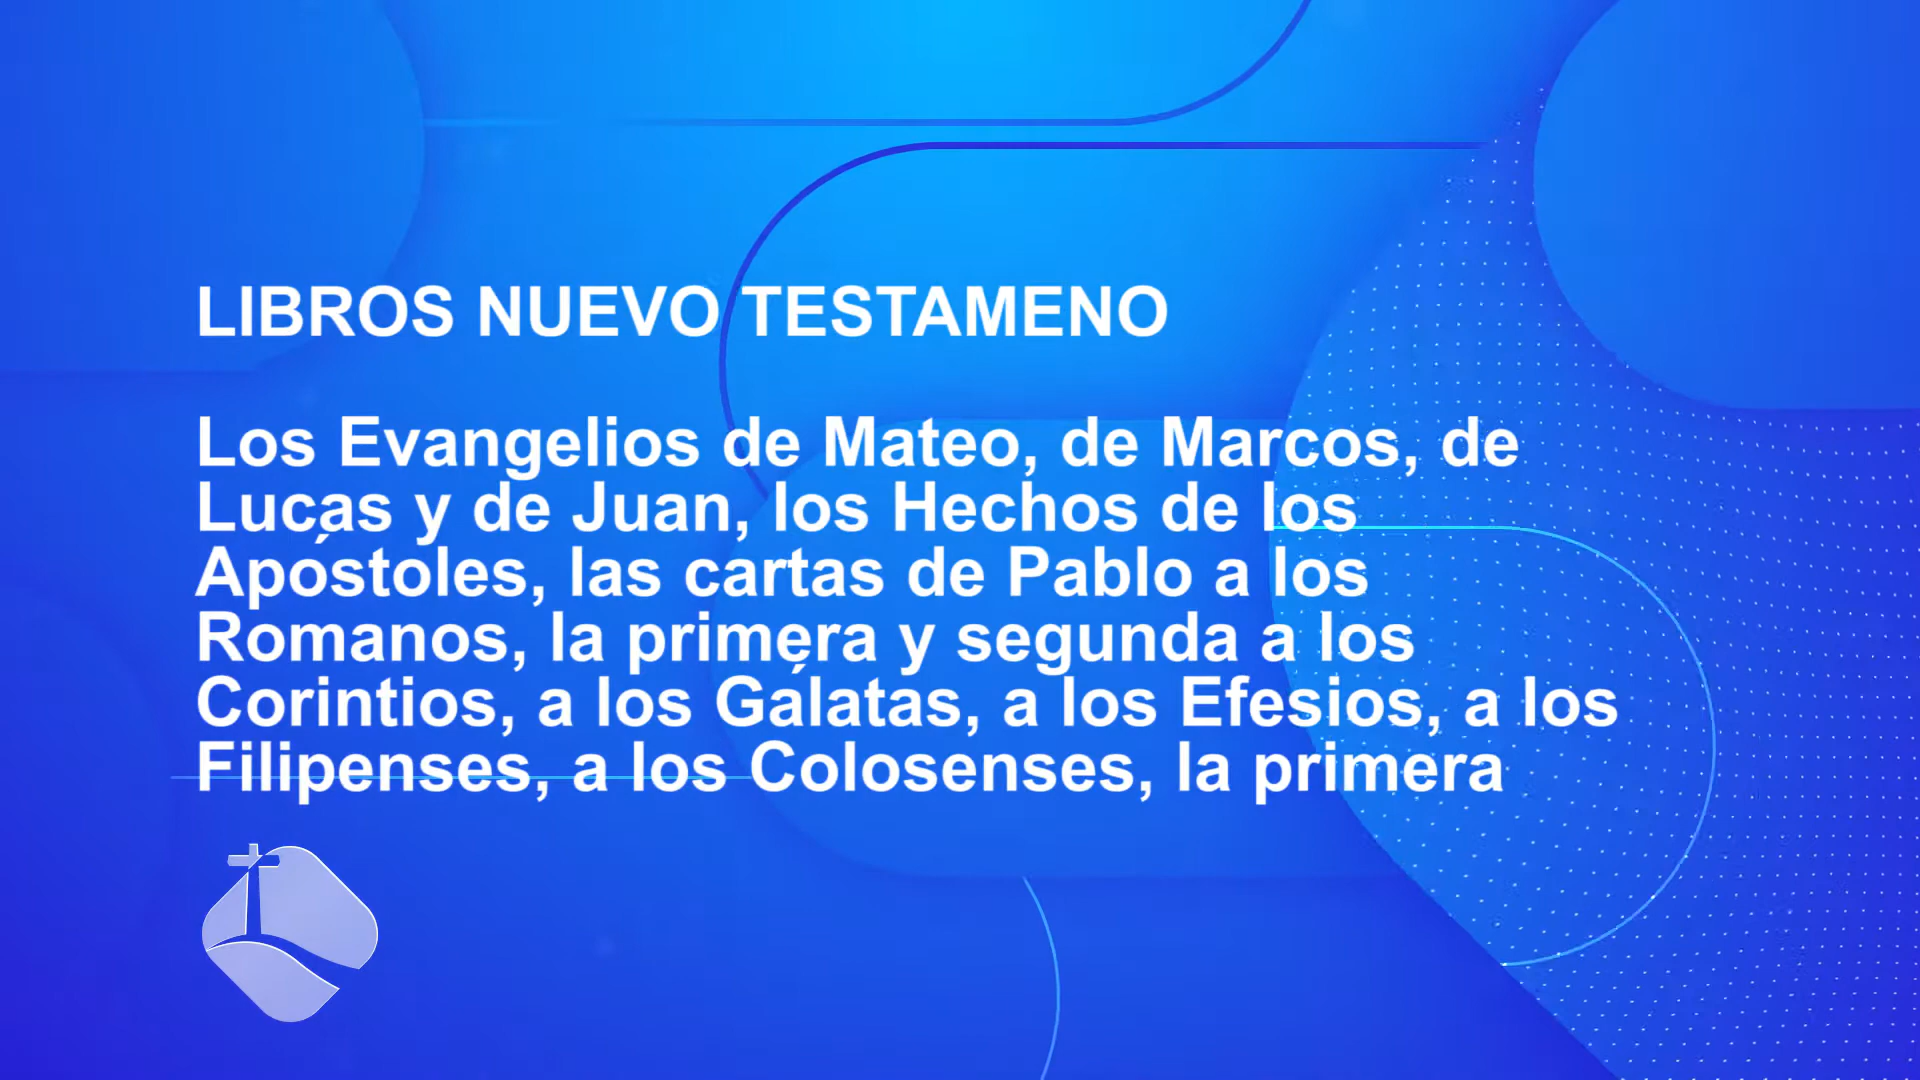 LIBROS NUEVO TESTAMENO
Los Evangelios de Mateo, de Marcos, de
Lucas y de Juan, los Hechos de los
Apóstoles, las cartas de Pablo a los
Romanos, la primera y segunda a los
Corintios, a los Gálatas, a los Efesios, a los
Filipenses, a los Colosenses, la primera